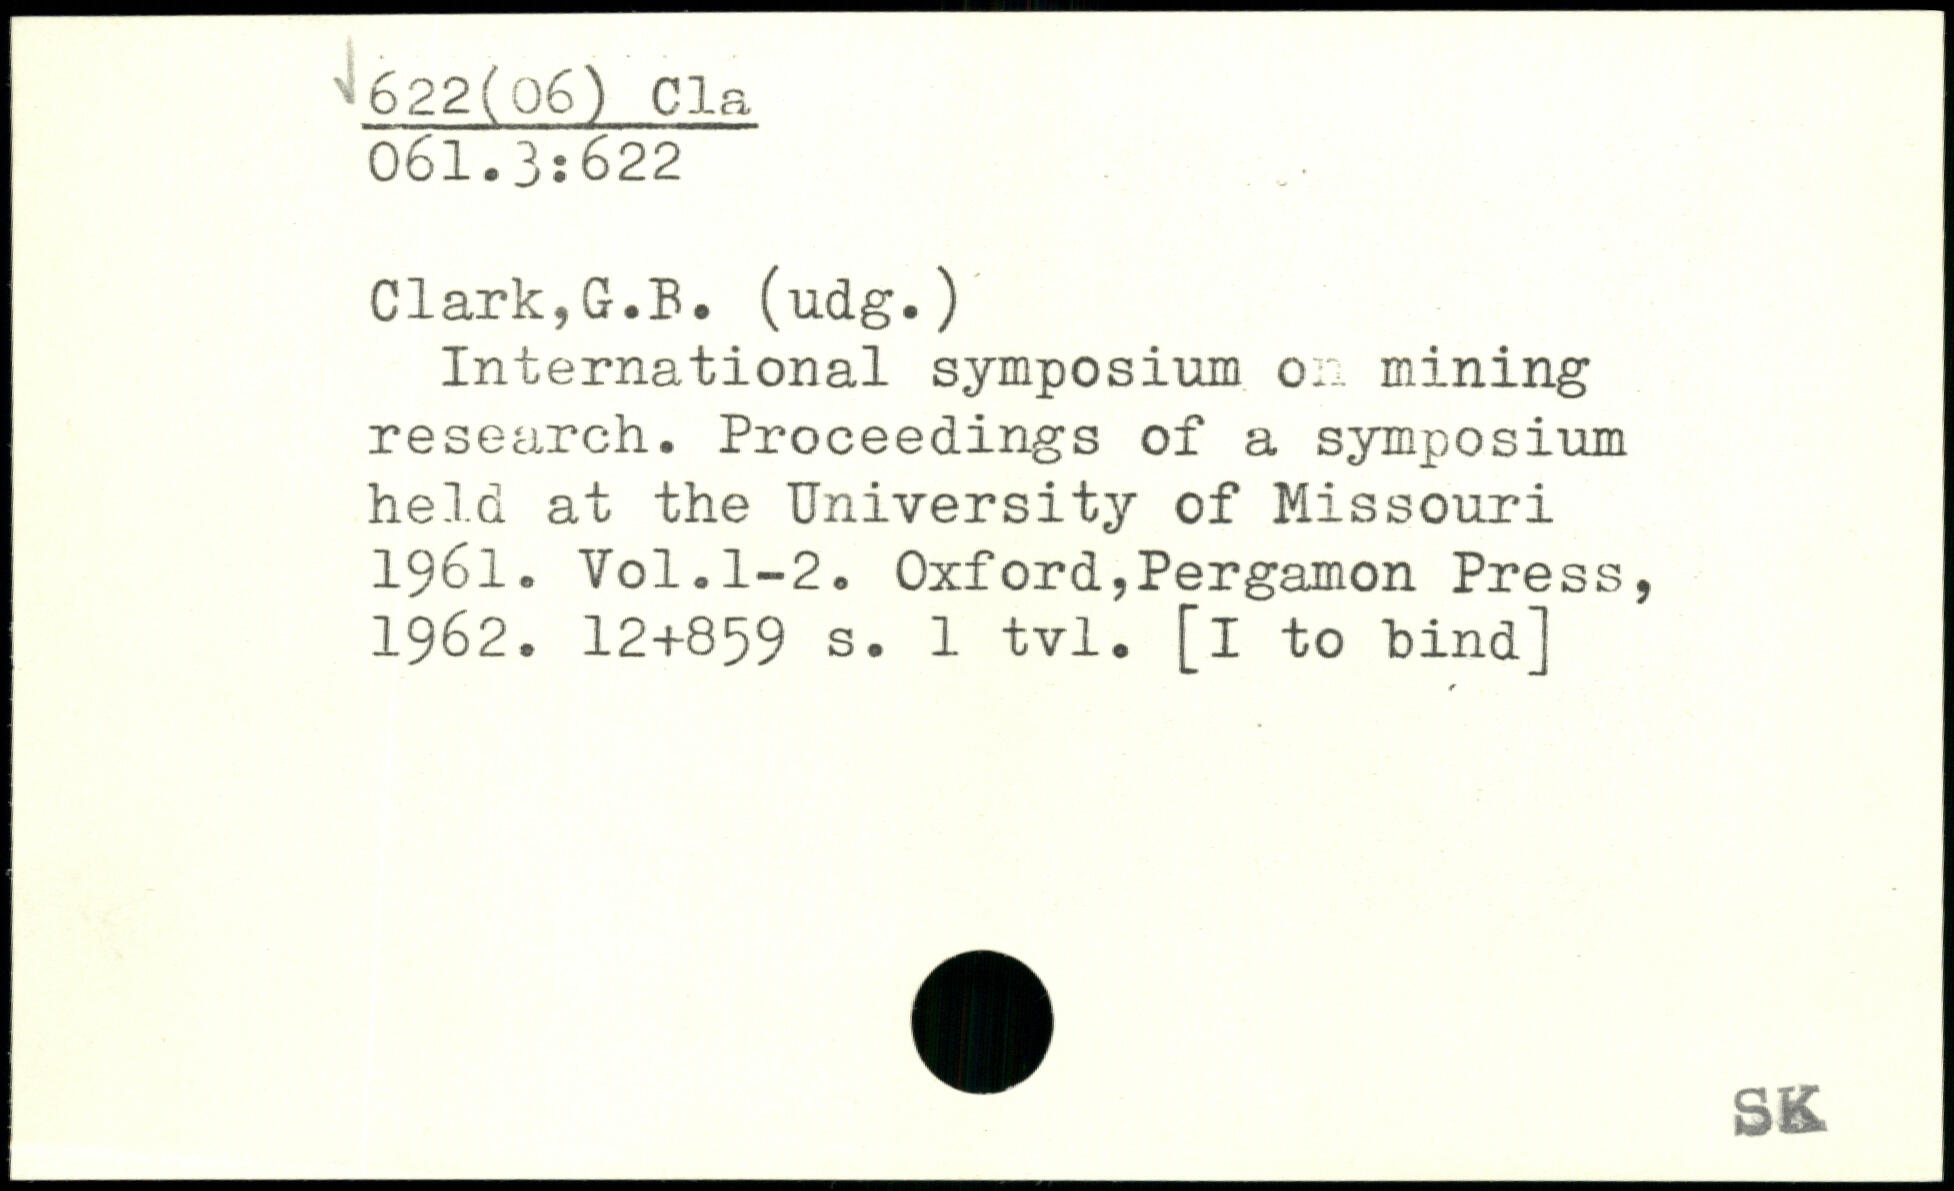 622(06) Cla
061.3:622
Clark,G.B. (udg.)
International symposium on mining
research. Proceedings of a symposium
held at the University of Missouri
1961. Vol.1-2. Oxford,Pergamon Press,
1962. 12+859 s. 1 tvl. [I to bind]
SK